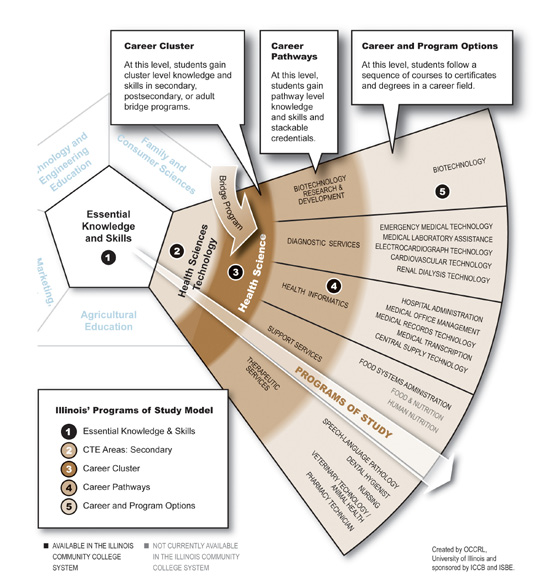 Career Cluster
At this level, students gain
cluster level knowledge and
skills in secondary,
postsecondary, or adult
bridge programs.
Career
Pathways
At this level,
students gain
pathway level
knowledge
and skills and
stackable
credentials.
Career and Program Options
At this level, students follow a
sequence of courses to certificates
and degrees in a career field.
hnology and
Engineering
Education
Family and
Consumer Sciences
Marketing,
Agricultural
Education
Essential
Knowledge
and Skills
1
2
Health Sciences
Technology
Bridge Program
3
Health Science
4
5
BIOTECHNOLOGY
RESEARCH &
DEVELOPMENT
BIOTECHNOLOGY
DIAGNOSTIC SERVICES
EMERGENCY MEDICAL TECHNOLOGY
MEDICAL LABORATORY ASSISTANCE
ELECTROCARDIOGRAPH TECHNOLOGY
CARDIOVASCULAR TECHNOLOGY
RENAL DIALYSIS TECHNOLOGY
HEALTH INFORMATICS
HOSPITAL ADMINISTRATION
MEDICAL OFFICE MANAGEMENT
MEDICAL RECORDS TECHNOLOGY
MEDICAL TRANSCRIPTION
CENTRAL SUPPLY TECHNOLOGY
SUPPORT SERVICES
FOOD SYSTEMS ADMINISTRATION
FOOD & NUTRITION
HUMAN NUTRITION
PROGRAMS OF STUDY
THERAPEUTIC
SERVICES
SPEECH-LANGUAGE PATHOLOGY
DENTAL HYGIENIST
NURSING
VETERINARY TECHNOLOGY /
ANIMAL HEALTH
PHARMACY TECHNICIAN
Illinois' Programs of Study Model
1 Essential Knowledge & Skills
2 CTE Areas: Secondary
3 Career Cluster
4 Career Pathways
5 Career and Program Options
AVAILABLE IN THE ILLINOIS
COMMUNITY COLLEGE
SYSTEM
NOT CURRENTLY AVAILABLE
IN THE ILLINOIS COMMUNITY
COLLEGE SYSTEM
Created by OCCRL,
University of Illinois and
sponsored by ICCB and ISBE.